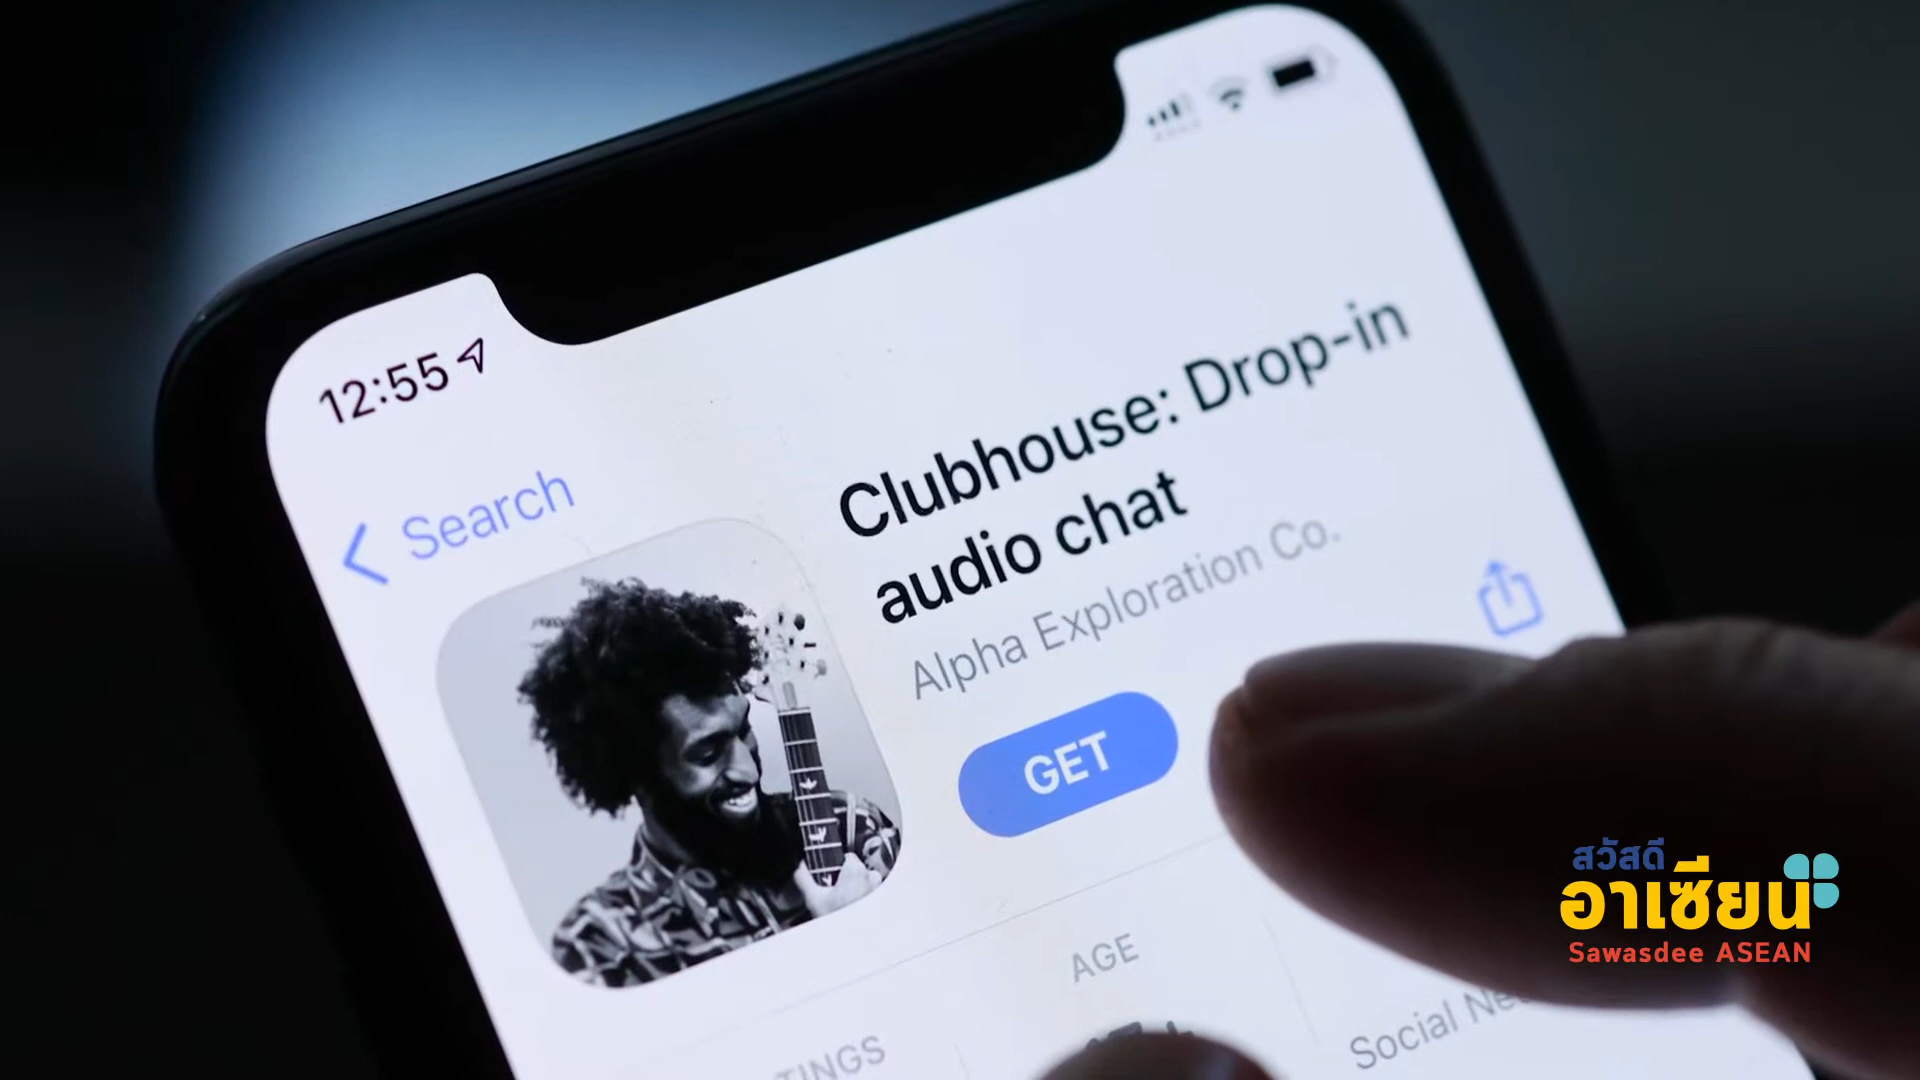 12:55
Search
Clubhouse: Drop-in
audio chat
Alpha Exploration Co.
GET
AGE
Social
สวัสดี
อาเซียน
Sawasdee ASEAN